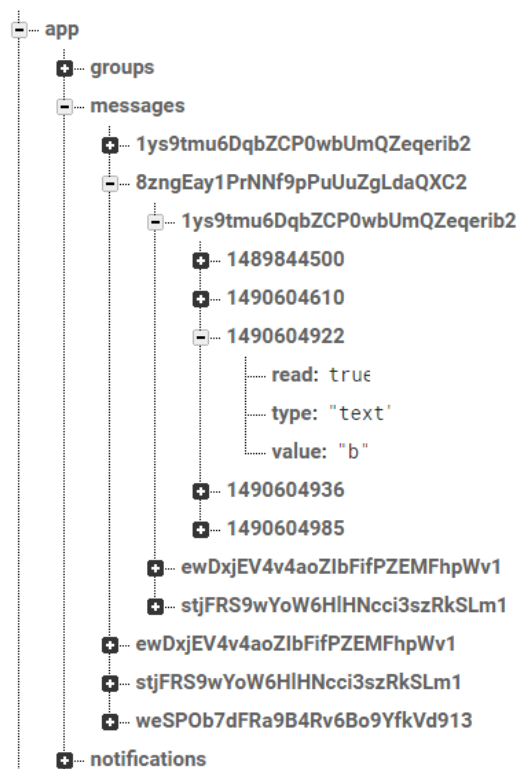 app
groups
messages
1ys9tmu6DqbZCP0wbUmQZeqerib2
8zngEay1PrNNf9pPuUuZgLdaQXC2
1ys9tmu6DqbZCP0wbUmQZeqerib2
1489844500
1490604610
1490604922
read: true
type: "text"
value: "b"
1490604936
1490604985
ewDxjEV4v4aoZIbFifPZEMFhpWv1
stjFRS9wYoW6HlHNcci3szRkSLm1
ewDxjEV4v4aoZIbFifPZEMFhpWv1
stjFRS9wYoW6HlHNcci3szRkSLm1
weSPOb7dFRa9B4Rv6Bo9YfkVd913
notifications